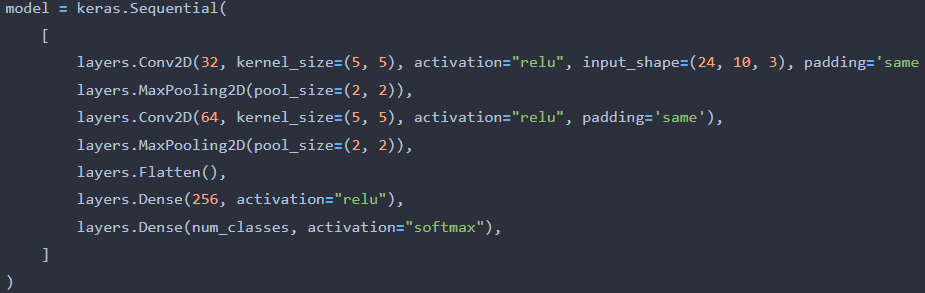 model = keras.Sequential(
[
layers.Conv2D(32, kernel_size=(5, 5), activation="relu", input_shape=(24, 10, 3), padding='same
layers.MaxPooling2D(pool_size=(2, 2)),
layers.Conv2D(64, kernel_size=(5, 5), activation="relu", padding='same'),
layers.MaxPooling2D(pool_size=(2, 2)),
layers.Flatten(),
layers.Dense(256, activation="relu"),
layers.Dense(num_classes, activation="softmax"),
]
)